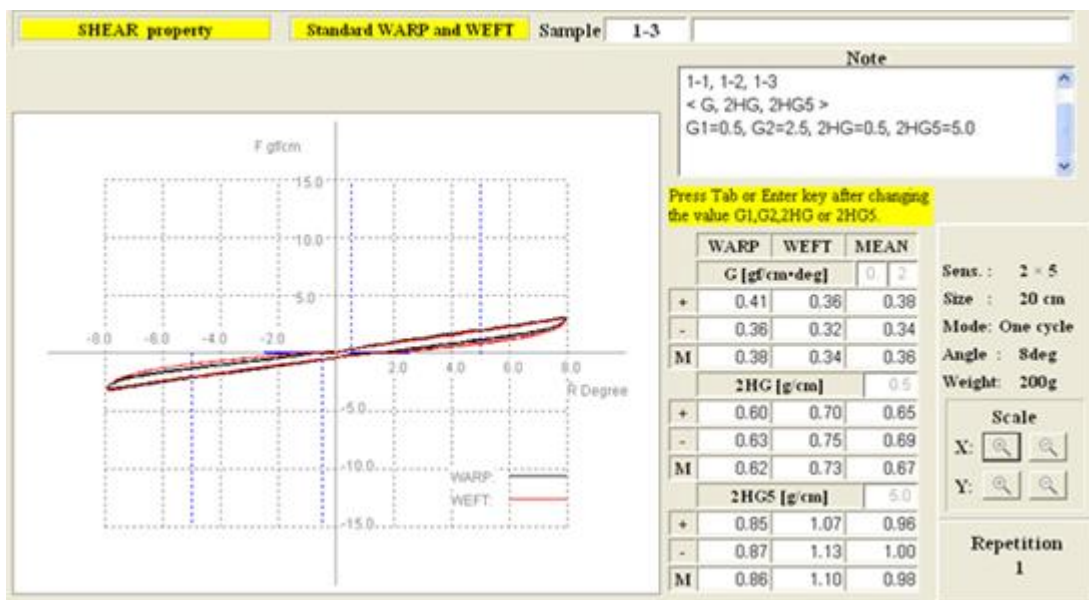 SHEAR property Standard WARP and WEFT Sample 1-3
Note
1-1, 1-2, 1-3
< G, 2HG, 2HG5 >
G1=0.5, G2=2.5, 2HG=0.5, 2HG5=5.0
F gf/cm
15.0
10.0
5.0
-8.0 -6.0 -4.0 -2.0
2.0 4.0 6.0 8.0
R Degree
-5.0
-10.0
-15.0
WARP:
WEFT:
Press Tab or Enter key after changing
the value G1,G2,2HG or 2HG5.
WARP WEFT MEAN
G [gf/cm•deg] 0 2
+ 0.41 0.36 0.38
- 0.36 0.32 0.34
M 0.38 0.34 0.36
2HG [g/cm] 0.5
+ 0.60 0.70 0.65
- 0.63 0.75 0.69
M 0.62 0.73 0.67
2HG5 [g/cm] 5.0
+ 0.85 1.07 0.96
- 0.87 1.13 1.00
M 0.86 1.10 0.98
Sens. : 2 × 5
Size : 20 cm
Mode: One cycle
Angle : 8deg
Weight: 200g
Scale
X:
Y:
Repetition
1